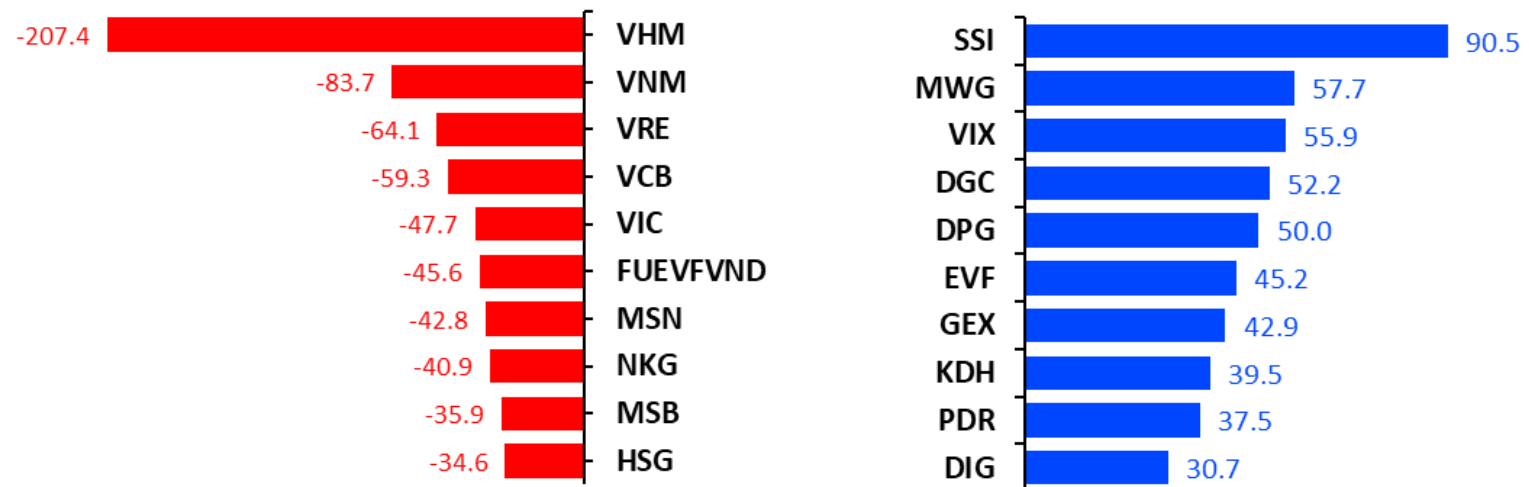 -207.4 VHM
-83.7 VNM
-64.1 VRE
-59.3 VCB
-47.7 VIC
-45.6 FUEVFVND
-42.8 MSN
-40.9 NKG
-35.9 MSB
-34.6 HSG
SSI 90.5
MWG 57.7
VIX 55.9
DGC 52.2
DPG 50.0
EVF 45.2
GEX 42.9
KDH 39.5
PDR 37.5
DIG 30.7